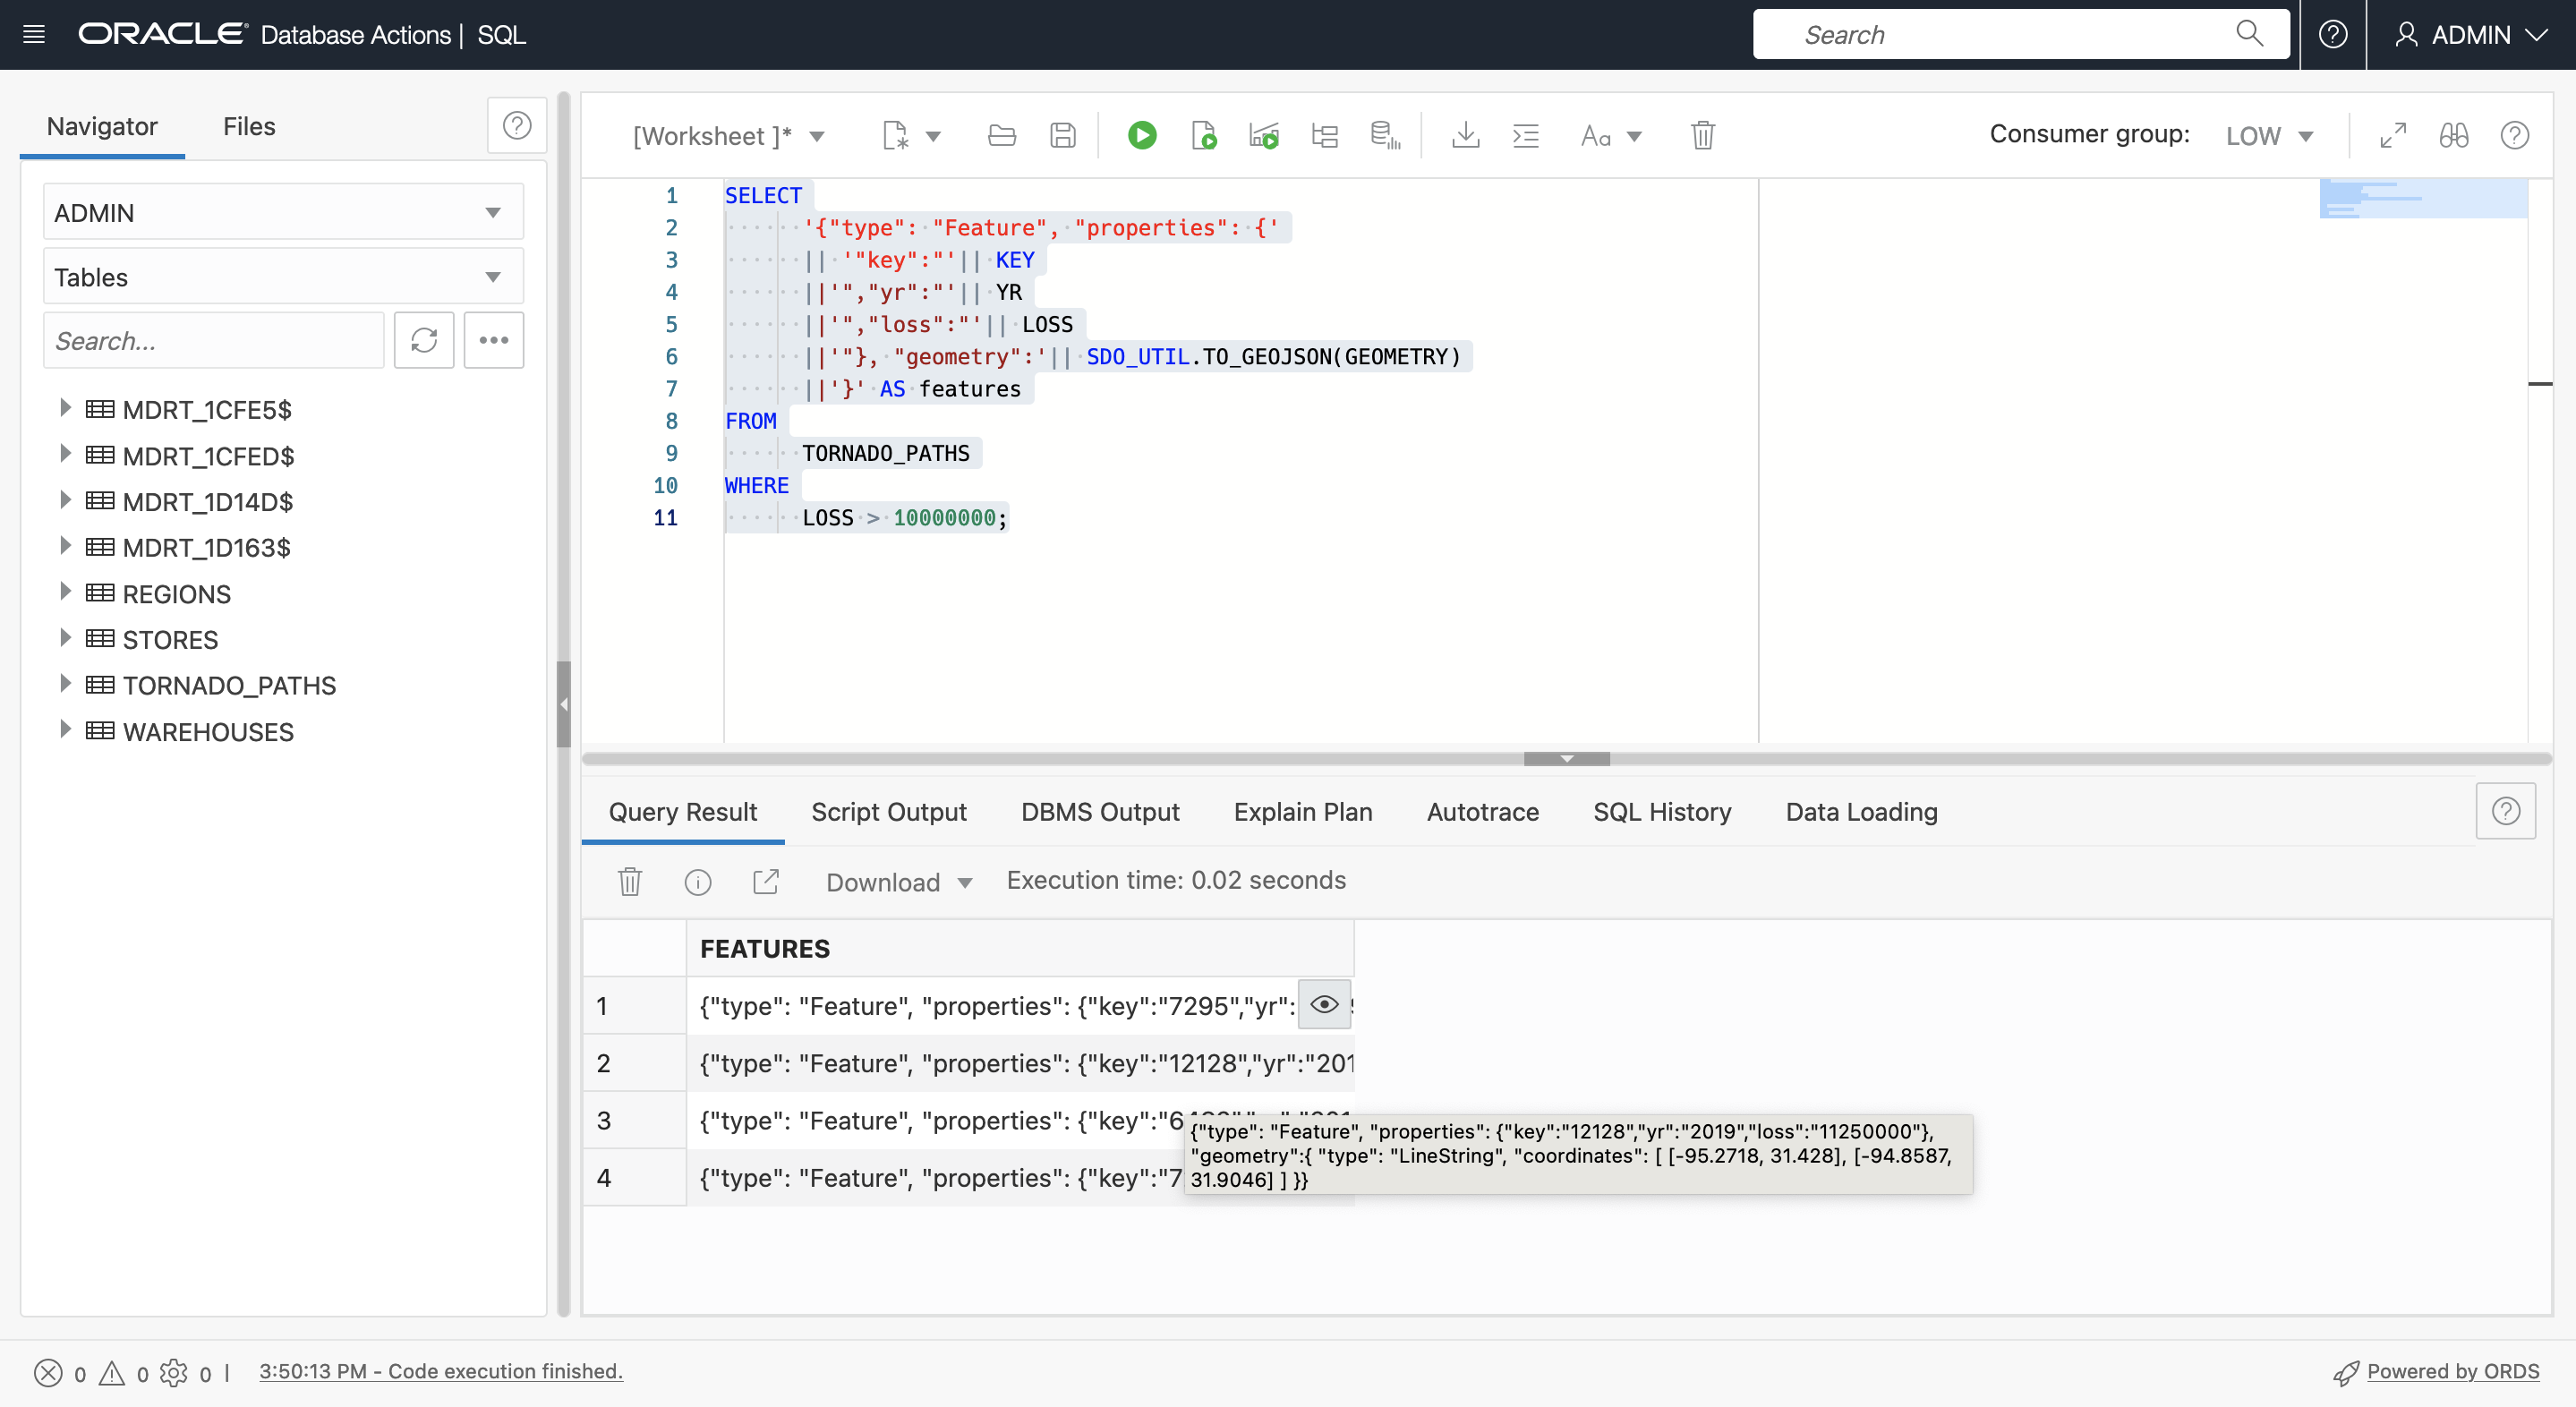 ORACLE Database Actions | SQL
Search
ADMIN
Navigator
Files
ADMIN
Tables
Search...
MDRT_1CFE5$
MDRT_1CFED$
MDRT_1D14D$
MDRT_1D163$
REGIONS
STORES
TORNADO_PATHS
WAREHOUSES
[Worksheet ]*
Aa
Consumer group: LOW
1 SELECT
2 '{"type": "Feature", "properties": {'
3 || '"key":"'|| KEY
4 ||'","yr":"'|| YR
5 ||'","loss":"'|| LOSS
6 ||'"}, "geometry":'|| SDO_UTIL.TO_GEOJSON(GEOMETRY)
7 ||'}' AS features
8 FROM
9 TORNADO_PATHS
10 WHERE
11 LOSS > 10000000;
Query Result
Script Output
DBMS Output
Explain Plan
Autotrace
SQL History
Data Loading
Download
Execution time: 0.02 seconds
FEATURES
1 {"type": "Feature", "properties": {"key":"7295","yr":
2 {"type": "Feature", "properties": {"key":"12128","yr":"201
3 {"type": "Feature", "properties": {"key":"6
4 {"type": "Feature", "properties": {"key":"7
{"type": "Feature", "properties": {"key":"12128","yr":"2019","loss":"11250000"},
"geometry":{ "type": "LineString", "coordinates": [ [-95.2718, 31.428], [-94.8587,
31.9046] ] }}
0 0 0 | 3:50:13 PM - Code execution finished.
Powered by ORDS